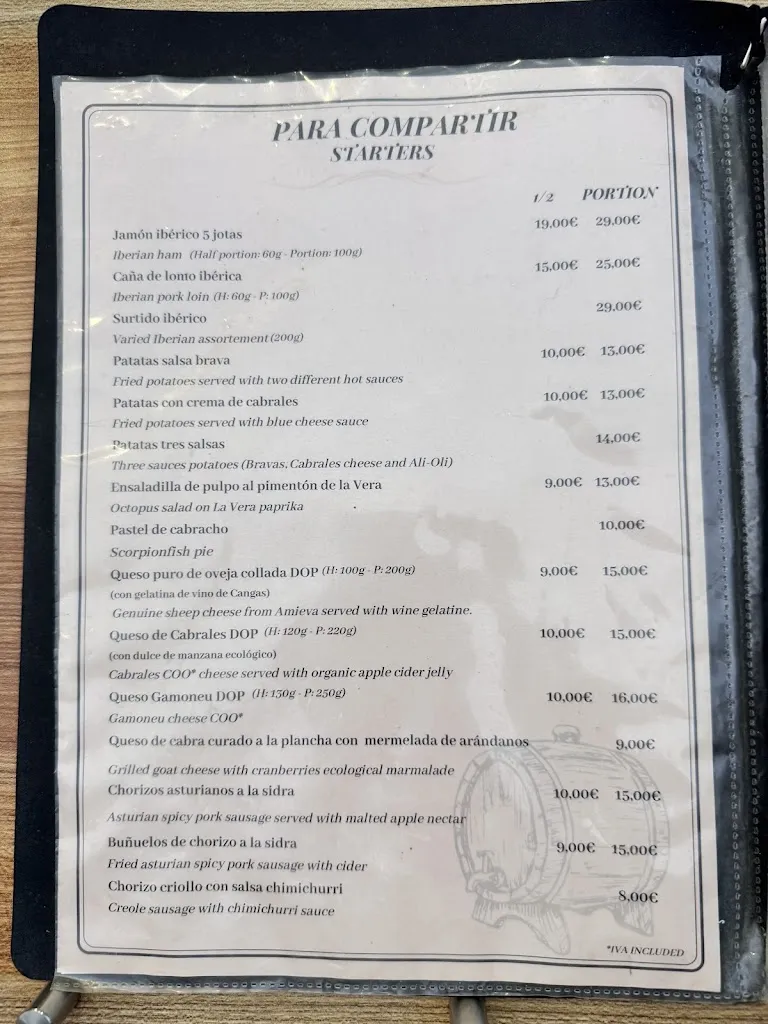 PARA COMPARTIR
STARTERS
1/2 PORTION
Jamón ibérico 5 jotas 19,00€ 29,00€
Iberian ham (Half portion: 60g - Portion: 100g)
Caña de lomo ibérica 15,00€ 25,00€
Iberian pork loin (H: 60g - P: 100g)
Surtido ibérico 29,00€
Varied Iberian assortement (200g)
Patatas salsa brava 10,00€ 13,00€
Fried potatoes served with two different hot sauces
Patatas con crema de cabrales 10,00€ 13,00€
Fried potatoes served with blue cheese sauce
Patatas tres salsas 14,00€
Three sauces potatoes (Bravas, Cabrales cheese and Ali-Oli)
Ensaladilla de pulpo al pimentón de la Vera 9,00€ 13,00€
Octopus salad on La Vera paprika
Pastel de cabracho 10,00€
Scorpionfish pie
Queso puro de oveja collada DOP (H: 100g - P: 200g) 9,00€ 15,00€
(con gelatina de vino de Cangas)
Genuine sheep cheese from Amieva served with wine gelatine.
Queso de Cabrales DOP (H: 120g - P: 220g) 10,00€ 15,00€
(con dulce de manzana ecológico)
Cabrales COO* cheese served with organic apple cider jelly
Queso Gamoneu DOP (H: 130g - P: 250g) 10,00€ 16,00€
Gamoneu cheese COO*
Queso de cabra curado a la plancha con mermelada de arándanos 9,00€
Grilled goat cheese with cranberries ecological marmalade
Chorizos asturianos a la sidra 10,00€ 15,00€
Asturian spicy pork sausage served with malted apple nectar
Buñuelos de chorizo a la sidra 9,00€ 15,00€
Fried asturian spicy pork sausage with cider
Chorizo criollo con salsa chimichurri 8,00€
Creole sausage with chimichurri sauce
*IVA INCLUDED